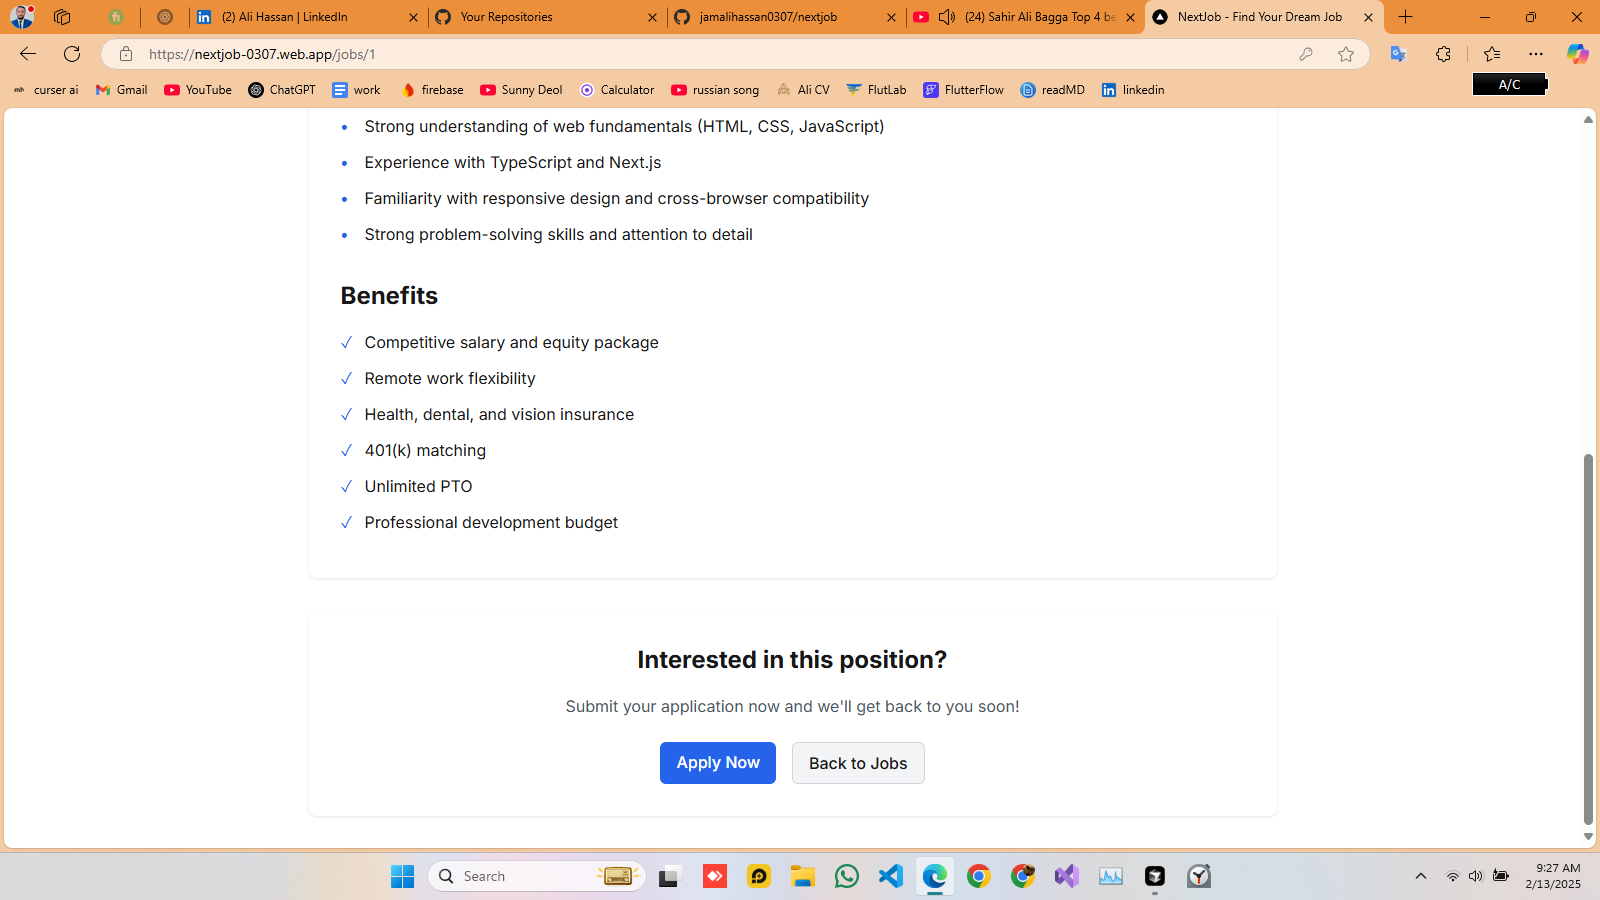 (2) Ali Hassan | LinkedIn
Your Repositories
jamalihassan0307/nextjob
(24) Sahir Ali Bagga Top 4 be
NextJob - Find Your Dream Job
https://nextjob-0307.web.app/jobs/1
curser ai
Gmail
YouTube
ChatGPT
work
firebase
Sunny Deol
Calculator
russian song
Ali CV
FlutLab
FlutterFlow
readMD
linkedin
A/C
Strong understanding of web fundamentals (HTML, CSS, JavaScript)
Experience with TypeScript and Next.js
Familiarity with responsive design and cross-browser compatibility
Strong problem-solving skills and attention to detail
Benefits
✓ Competitive salary and equity package
✓ Remote work flexibility
✓ Health, dental, and vision insurance
✓ 401(k) matching
✓ Unlimited PTO
✓ Professional development budget
Interested in this position?
Submit your application now and we'll get back to you soon!
Apply Now
Back to Jobs
Search
9:27 AM
2/13/2025